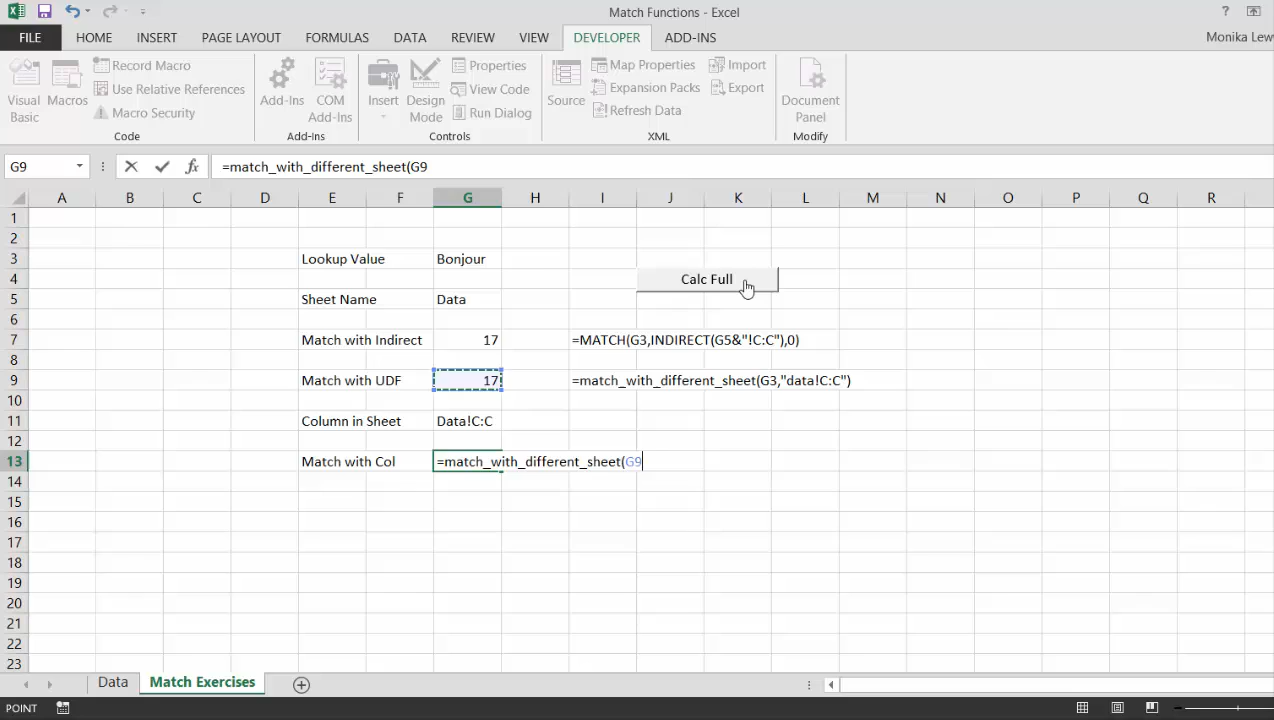 Match Functions - Excel
?
FILE HOME INSERT PAGE LAYOUT FORMULAS DATA REVIEW VIEW DEVELOPER ADD-INS
Monika Lew
Visual Basic
Macros
Record Macro
Use Relative References
Macro Security
Code
Add-Ins
COM Add-Ins
Add-Ins
Insert
Design Mode
Properties
View Code
Run Dialog
Controls
Source
Map Properties
Expansion Packs
Refresh Data
Import
Export
XML
Document Panel
Modify
G9 fx =match_with_different_sheet(G9
A B C D E F G H I J K L M N O P Q R
1
2
3 Lookup Value Bonjour
4 Calc Full
5 Sheet Name Data
6
7 Match with Indirect 17 =MATCH(G3,INDIRECT(G5&"!C:C"),0)
8
9 Match with UDF 17 =match_with_different_sheet(G3,"data!C:C")
10
11 Column in Sheet Data!C:C
12
13 Match with Col =match_with_different_sheet(G9
14
15
16
17
18
19
20
21
22
23
Data Match Exercises
POINT